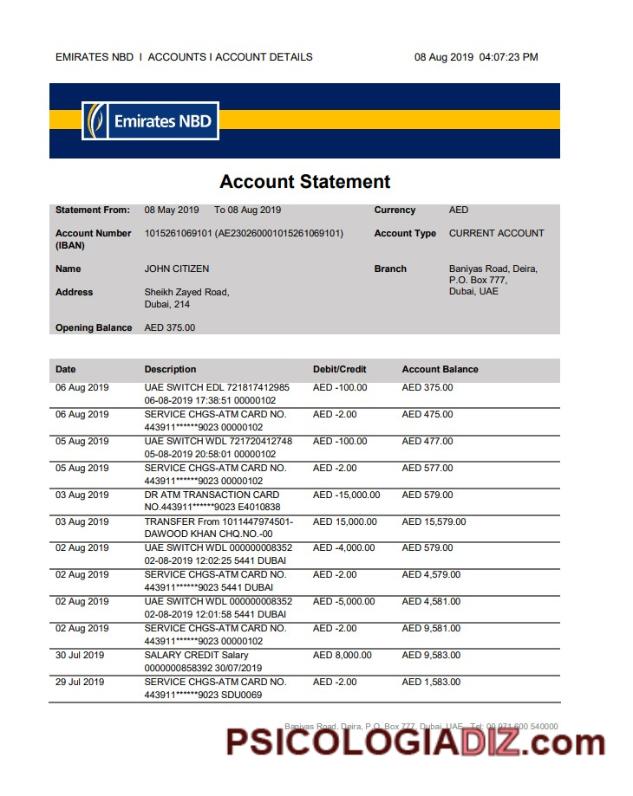 EMIRATES NBD I ACCOUNTS I ACCOUNT DETAILS 08 Aug 2019 04:07:23 PM
Emirates NBD
Account Statement
Statement From: 08 May 2019 To 08 Aug 2019 Currency AED
Account Number 1015261069101 (AE230260001015261069101) Account Type CURRENT ACCOUNT
(IBAN)
Name JOHN CITIZEN Branch Baniyas Road, Deira,
P.O. Box 777,
Address Sheikh Zayed Road, Dubai, UAE
Dubai, 214
Opening Balance AED 375.00
Date Description Debit/Credit Account Balance
06 Aug 2019 UAE SWITCH EDL 721817412985 AED -100.00 AED 375.00
06-08-2019 17:38:51 00000102
06 Aug 2019 SERVICE CHGS-ATM CARD NO. AED -2.00 AED 475.00
443911******9023 00000102
05 Aug 2019 UAE SWITCH WDL 721720412748 AED -100.00 AED 477.00
05-08-2019 20:58:01 00000102
05 Aug 2019 SERVICE CHGS-ATM CARD NO. AED -2.00 AED 577.00
443911******9023 00000102
03 Aug 2019 DR ATM TRANSACTION CARD AED -15,000.00 AED 579.00
NO.443911******9023 E4010838
03 Aug 2019 TRANSFER From 1011447974501- AED 15,000.00 AED 15,579.00
DAWOOD KHAN CHQ.NO.-00
02 Aug 2019 UAE SWITCH WDL 000000008352 AED -4,000.00 AED 579.00
02-08-2019 12:02:25 5441 DUBAI
02 Aug 2019 SERVICE CHGS-ATM CARD NO. AED -2.00 AED 4,579.00
443911******9023 5441 DUBAI
02 Aug 2019 UAE SWITCH WDL 000000008352 AED -5,000.00 AED 4,581.00
02-08-2019 12:01:58 5441 DUBAI
02 Aug 2019 SERVICE CHGS-ATM CARD NO. AED -2.00 AED 9,581.00
443911******9023 00000102
30 Jul 2019 SALARY CREDIT Salary AED 8,000.00 AED 9,583.00
0000000858392 30/07/2019
29 Jul 2019 SERVICE CHGS-ATM CARD NO. AED -2.00 AED 1,583.00
443911******9023 SDU0069
Baniyas Road, Deira, P.O. Box 777, Dubai, UAE Tel: 00 971 600 540000
PSICOLOGIADIZ.com